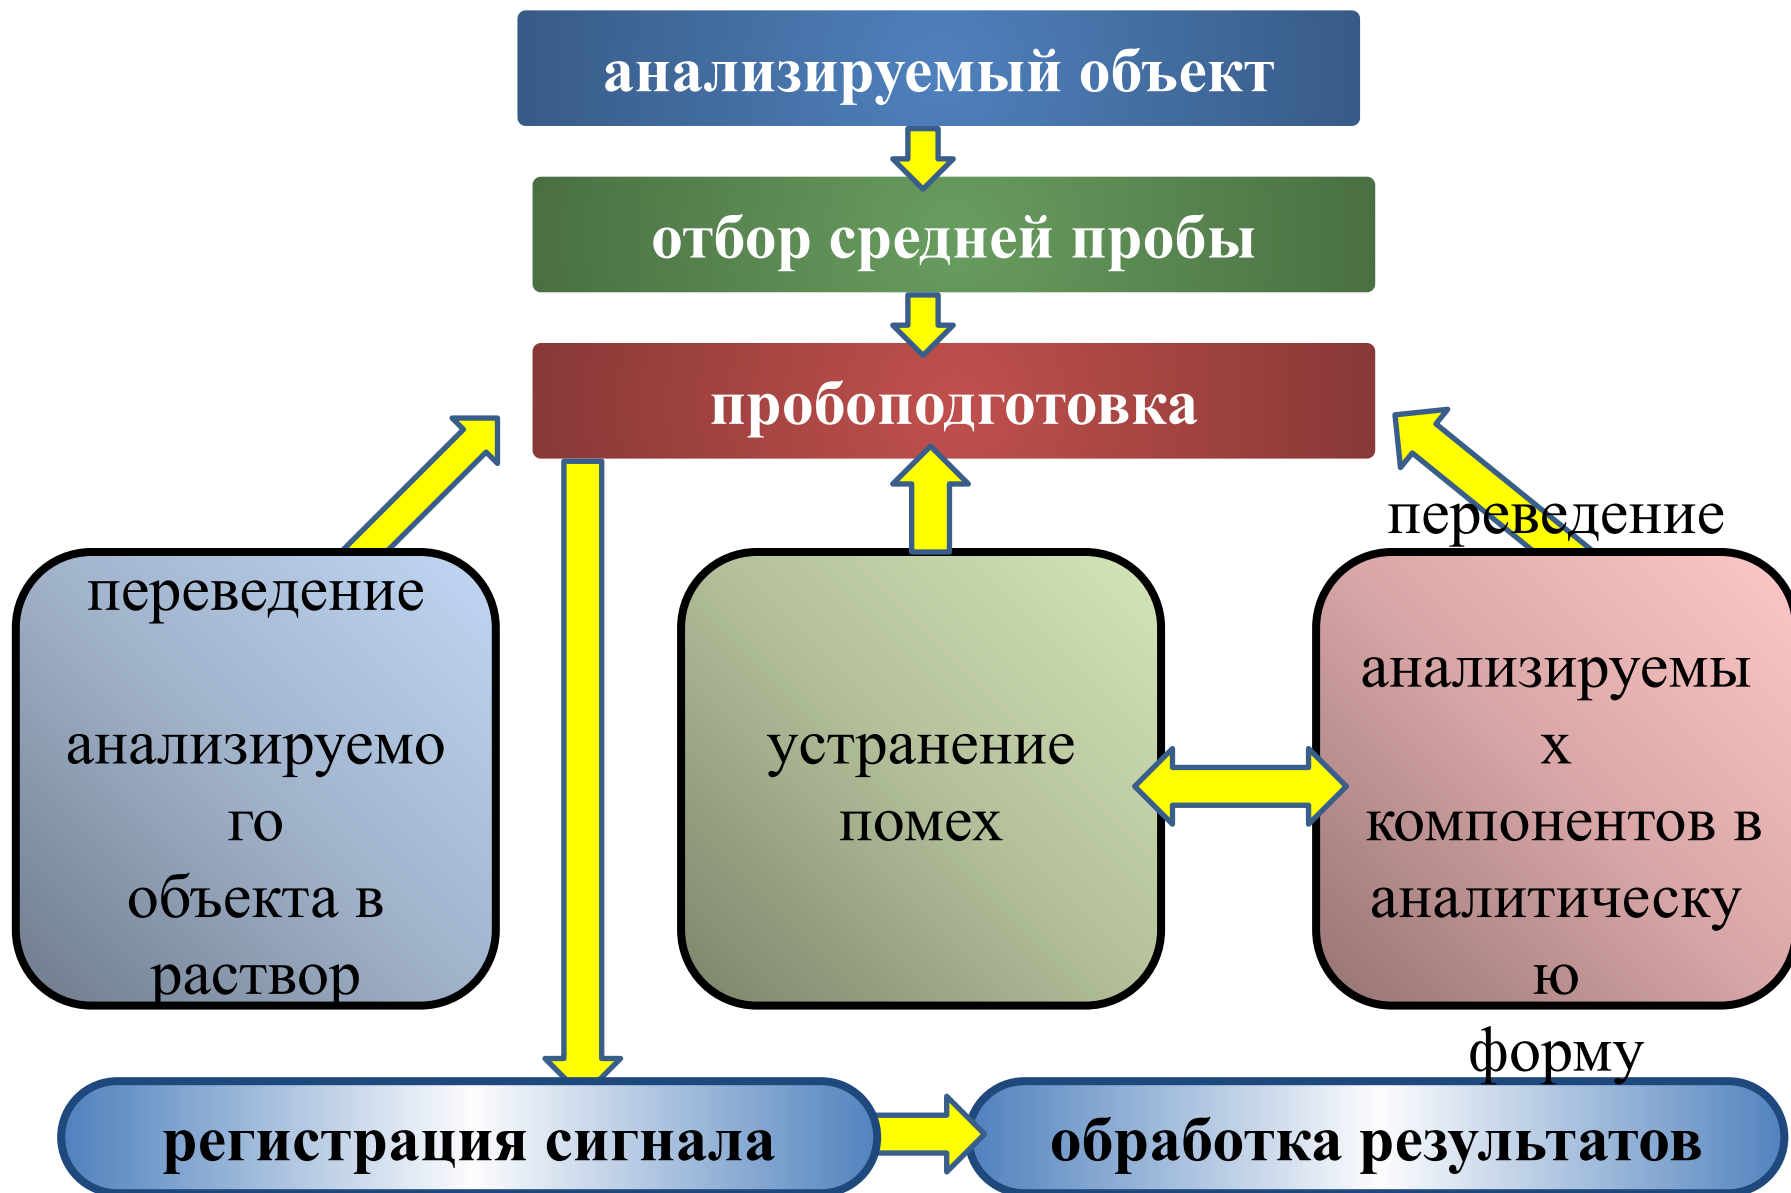 анализируемый объект
отбор средней пробы
пробоподготовка
переведение
анализируемо
го
объекта в
раствор
устранение
помех
переведение
анализируемы
х
компонентов в
аналитическу
ю
форму
регистрация сигнала
обработка результатов